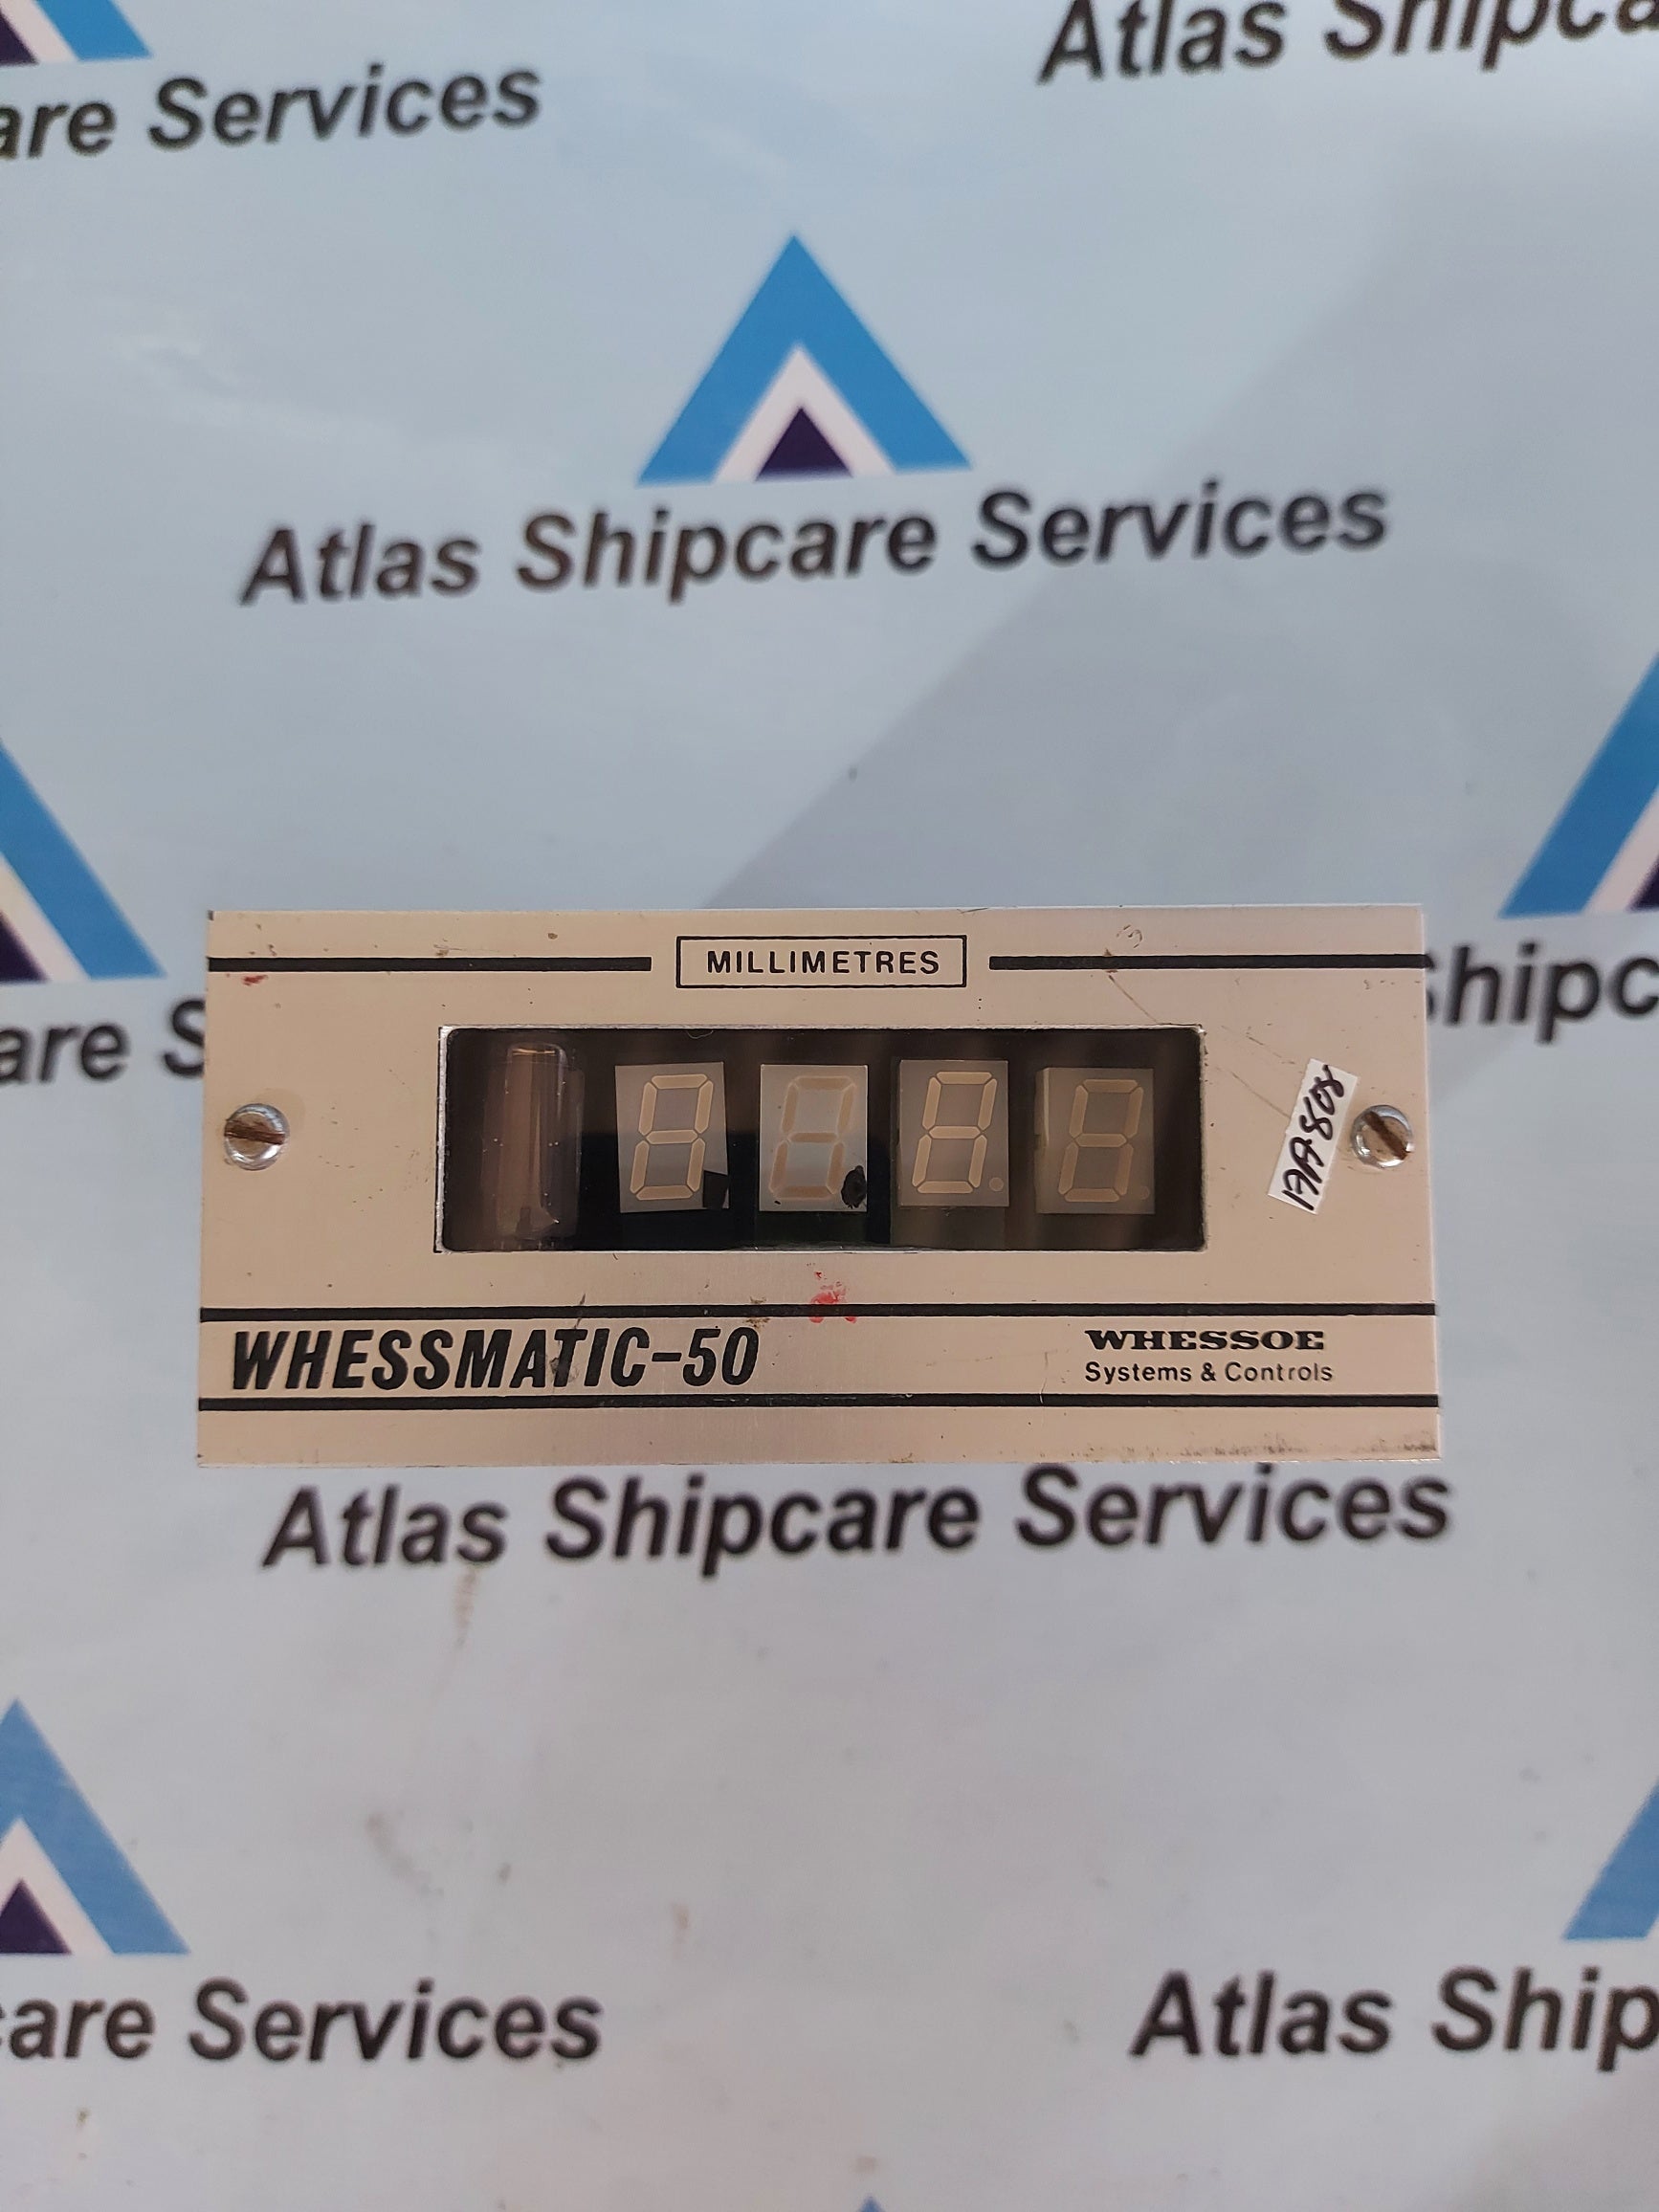 Atlas Shipca
are Services
Atlas Shipcare Services
are S
hipc
MILLIMETRES
WHESSMATIC-50
WHESSOE
Systems & Controls
Atlas Shipcare Services
care Services
Atlas Ship